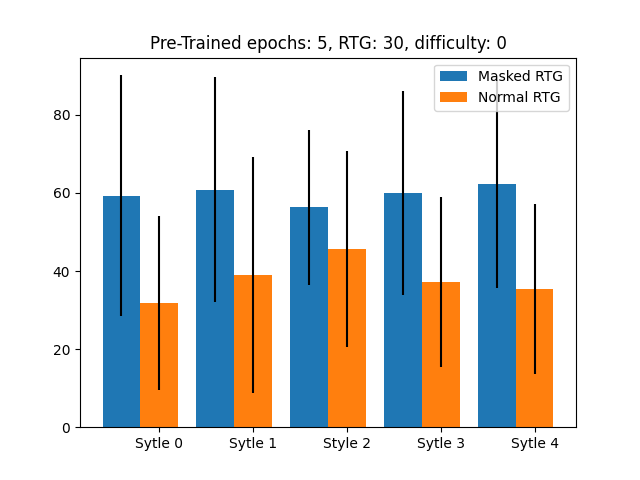 Pre-Trained epochs: 5, RTG: 30, difficulty: 0
Masked RTG
Normal RTG
80
60
40
20
0
Sytle 0 Sytle 1 Style 2 Sytle 3 Sytle 4